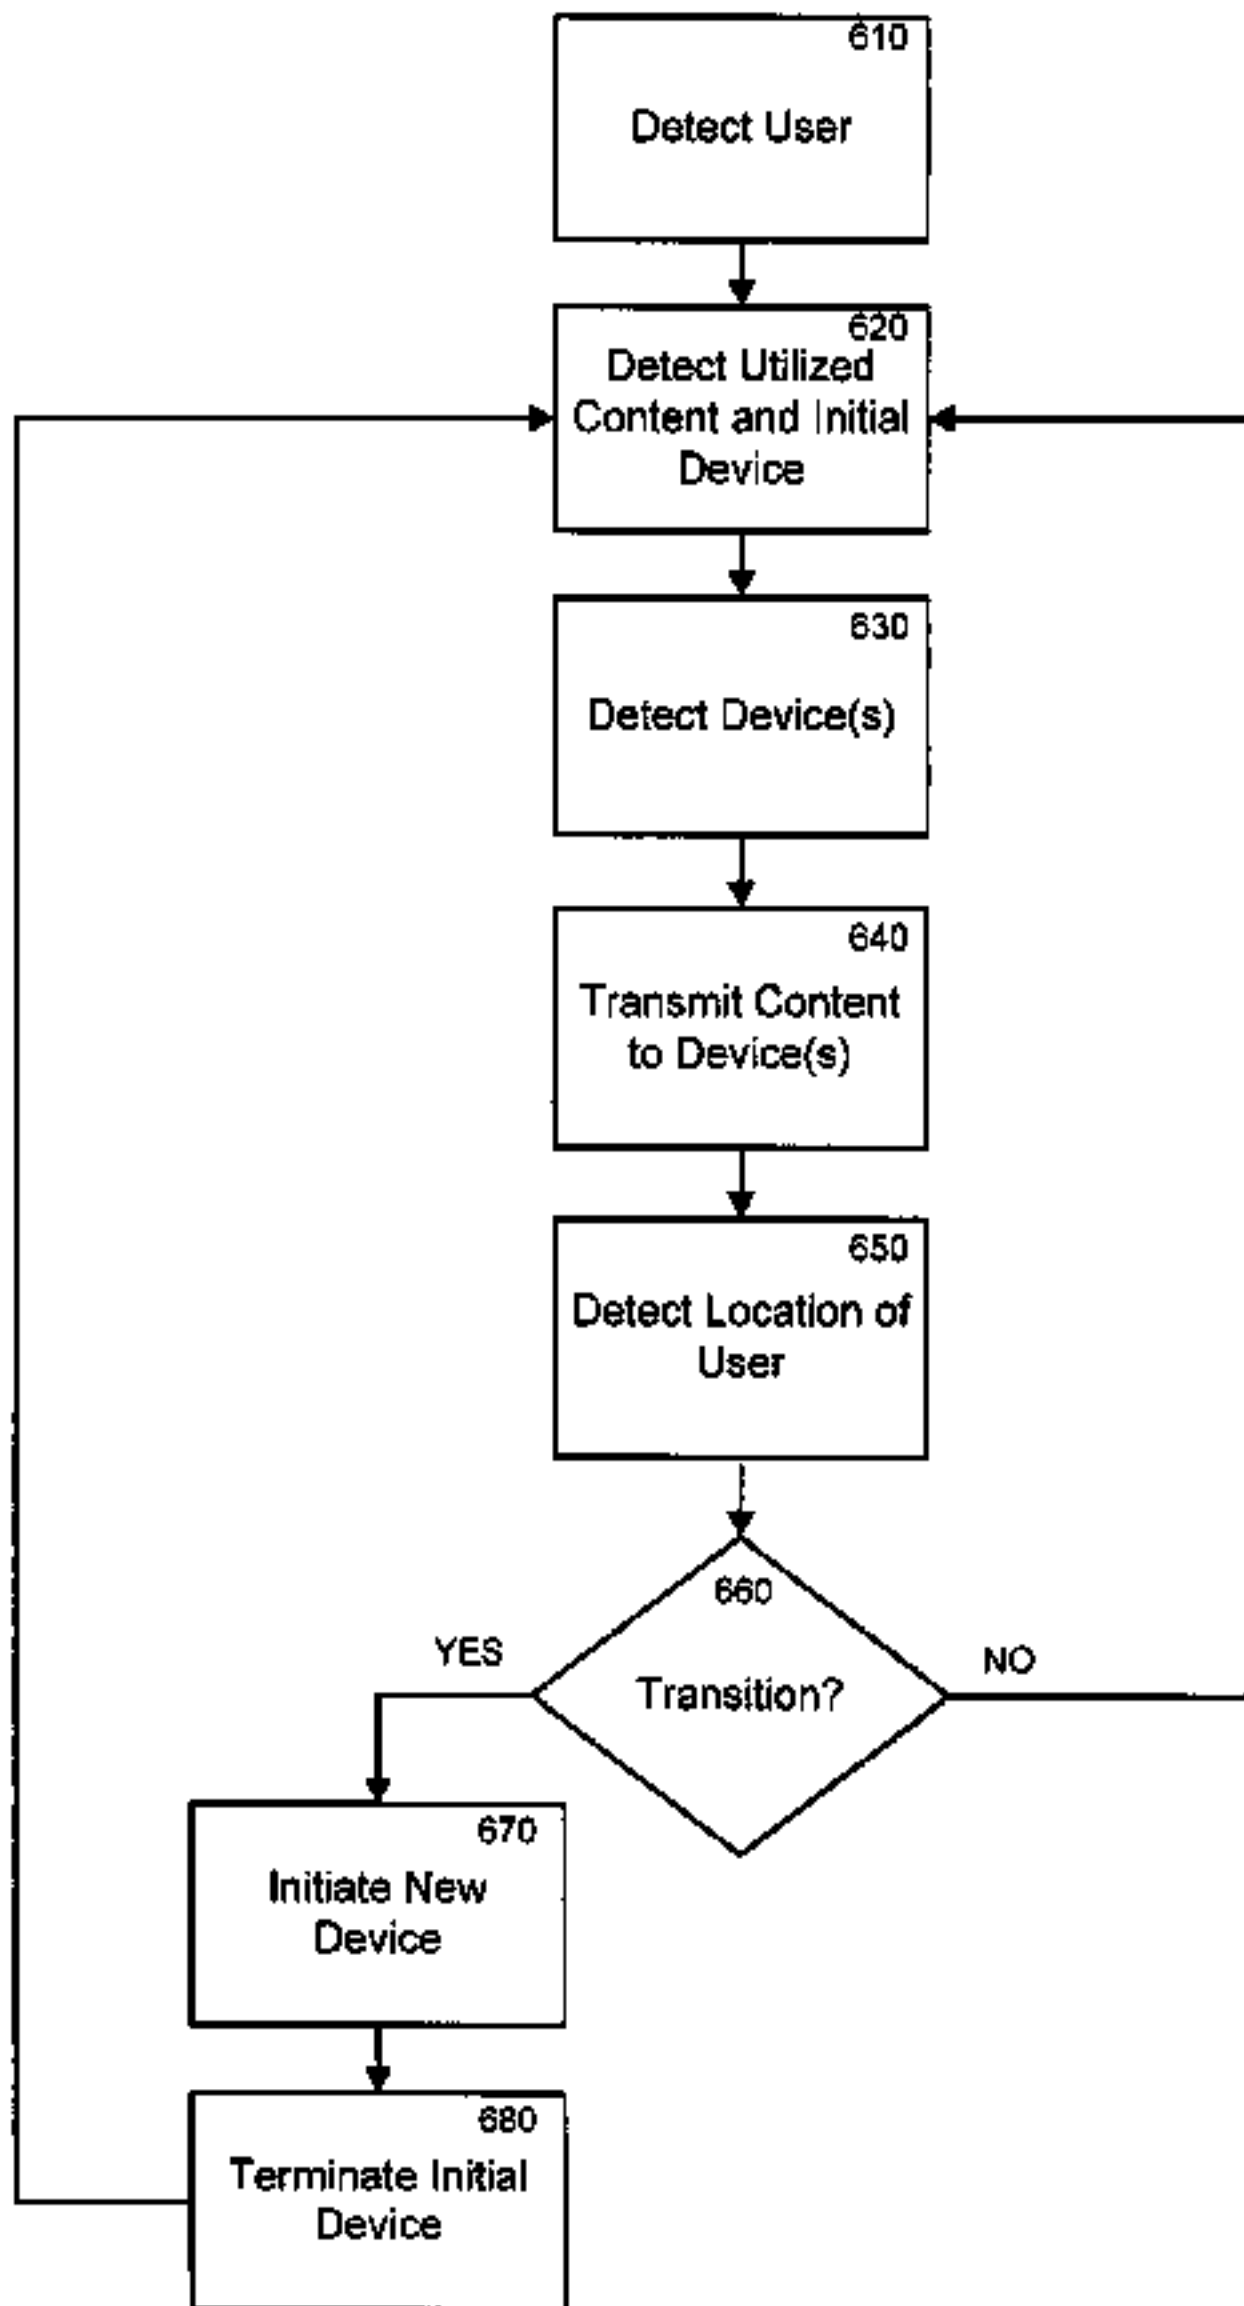 610
Detect User
620
Detect Utilized
Content and Initial
Device
630
Detect Device(s)
640
Transmit Content
to Device(s)
650
Detect Location of
User
660
YES
Transition?
NO
670
Initiate New
Device
680
Terminate Initial
Device